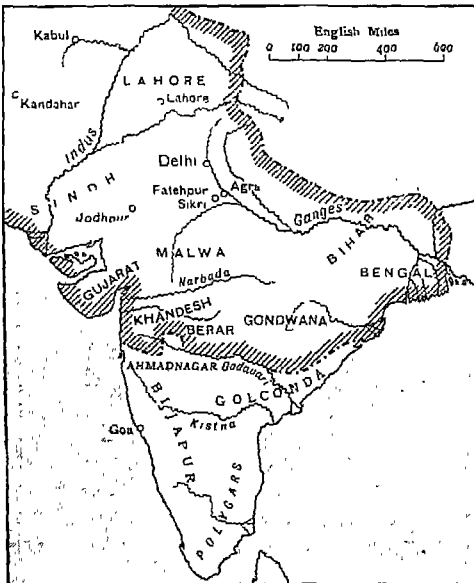 English Miles
0 100 200 400 600
Kabul
LAHORE
Kandahar
Lahore
Indus
Delhi
SINDH
Fatehpur
Sikri
Agra
Jodhpur
Ganges
BIHAR
MALWA
BENGAL
GUJARAT
Narbada
KHANDESH
BERAR
GONDWANA
AHMADNAGAR
Godavari
GOLCONDA
BIJAPUR
Kistna
Goa
POLYGARS